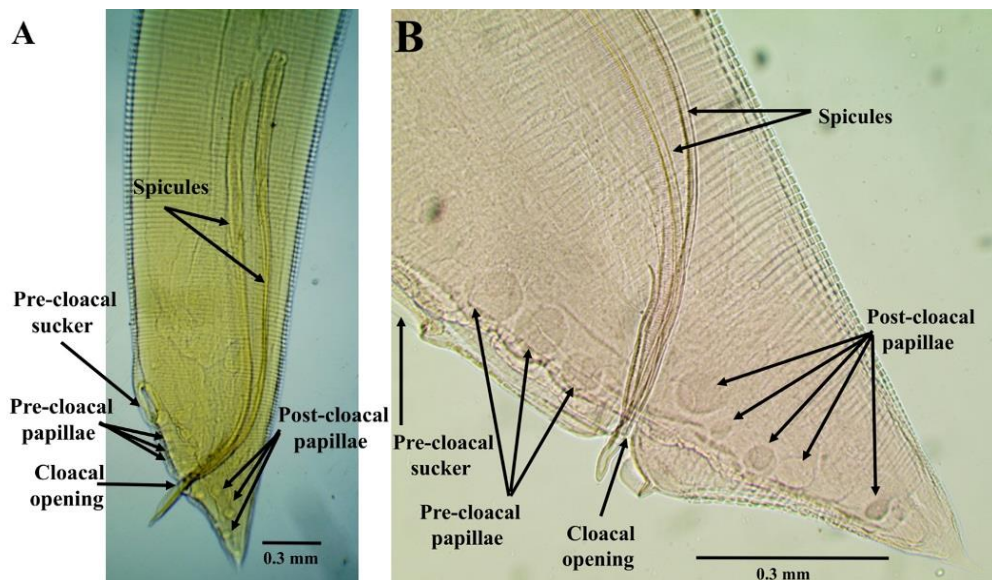 A
Spicules
Pre-cloacal
sucker
Pre-cloacal
papillae
Cloacal
opening
Post-cloacal
papillae
0.3 mm
B
Spicules
Post-cloacal
papillae
Pre-cloacal
sucker
Pre-cloacal
papillae
Cloacal
opening
0.3 mm